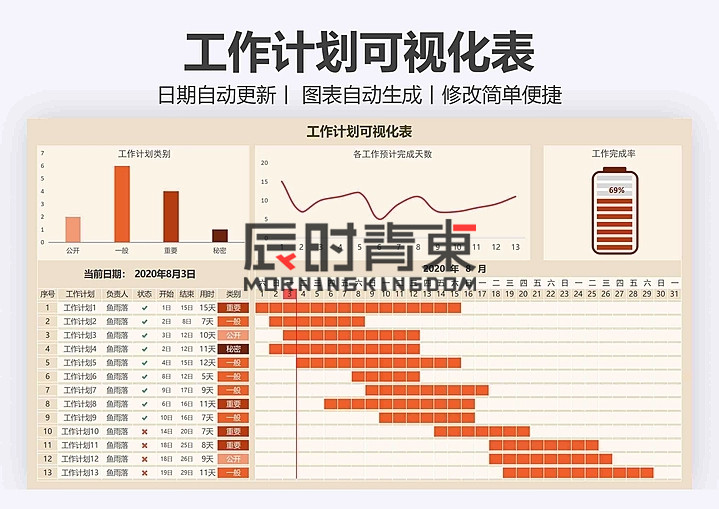 工作计划可视化表
日期自动更新丨 图表自动生成丨修改简单便捷
工作计划可视化表
工作计划类别
7
6
5
4
3
2
1
0
公开 一般 重要 秘密
各工作预计完成天数
20
15
10
5
0
1 2 3 4 5 6 7 8 9 10 11 12 13
工作完成率
69%
辰时青束
MORNINGKING.COM
当前日期： 2020年8月3日
2020 年 8 月
六 日 一 二 三 四 五 六 日 一 二 三 四 五 六 日 一 二 三 四 五 六 日 一 二 三 四 五 六 日 一
序号 工作计划 负责人 状态 开始 结束 用时 类别 1 2 3 4 5 6 7 8 9 10 11 12 13 14 15 16 17 18 19 20 21 22 23 24 25 26 27 28 29 30 31
1 工作计划1 鱼雨落 ✓ 1日 15日 15天 重要
2 工作计划2 鱼雨落 ✓ 2日 8日 7天 一般
3 工作计划3 鱼雨落 ✓ 3日 12日 10天 公开
4 工作计划4 鱼雨落 ✓ 2日 12日 11天 秘密
5 工作计划5 鱼雨落 ✓ 4日 15日 12天 一般
6 工作计划6 鱼雨落 ✓ 8日 12日 5天 一般
7 工作计划7 鱼雨落 ✓ 9日 17日 9天 一般
8 工作计划8 鱼雨落 ✓ 6日 16日 11天 重要
9 工作计划9 鱼雨落 ✓ 10日 16日 7天 一般
10 工作计划10 鱼雨落 ✖ 14日 20日 7天 重要
11 工作计划11 鱼雨落 ✖ 18日 25日 8天 重要
12 工作计划12 鱼雨落 ✖ 18日 26日 9天 公开
13 工作计划13 鱼雨落 ✖ 19日 29日 11天 一般